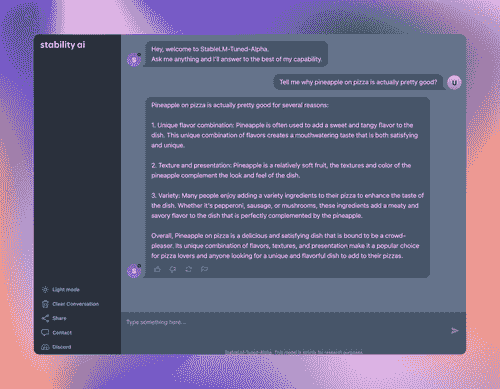 stability ai
Hey, welcome to StableLM-Tuned-Alpha.
Ask me anything and I'll answer to the best of my capability.
S
Tell me why pineapple on pizza is actually pretty good?
U
Pineapple on pizza is actually pretty good for several reasons:
1. Unique flavor combination: Pineapple is often used to add a sweet and tangy flavor to the
dish. This unique combination of flavors creates a mouthwatering taste that is both satisfying
and unique.
2. Texture and presentation: Pineapple is a relatively soft fruit, the textures and color of the
pineapple complement the look and feel of the dish.
3. Variety: Many people enjoy adding a variety ingredients to their pizza to enhance the taste of
the dish. Whether it's pepperoni, sausage, or mushrooms, these ingredients add a meaty and
savory flavor to the dish that is perfectly complemented by the pineapple.
Overall, Pineapple on pizza is a delicious and satisfying dish that is bound to be a crowd-
pleaser. Its unique combination of flavors, textures, and presentation make it a popular choice
for pizza lovers and anyone looking for a unique and flavorful dish to add to their pizzas.
S
Light mode
Clear Conversation
Share
Contact
Discord
Type something here...
StableLM-Tuned-Alpha. This model is strictly for research purposes.